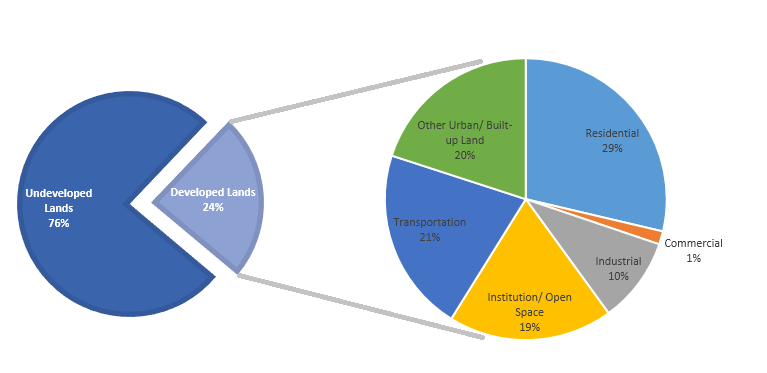 Undeveloped
Lands
76%
Developed Lands
24%
Other Urban/ Built-
up Land
20%
Residential
29%
Transportation
21%
Commercial
1%
Industrial
10%
Institution/ Open
Space
19%